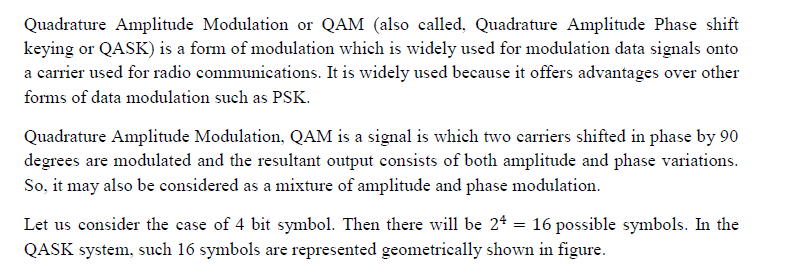 Quadrature Amplitude Modulation or QAM (also called, Quadrature Amplitude Phase shift
keying or QASK) is a form of modulation which is widely used for modulation data signals onto
a carrier used for radio communications. It is widely used because it offers advantages over other
forms of data modulation such as PSK.
Quadrature Amplitude Modulation, QAM is a signal is which two carriers shifted in phase by 90
degrees are modulated and the resultant output consists of both amplitude and phase variations.
So, it may also be considered as a mixture of amplitude and phase modulation.
Let us consider the case of 4 bit symbol. Then there will be 2⁴ = 16 possible symbols. In the
QASK system, such 16 symbols are represented geometrically shown in figure.